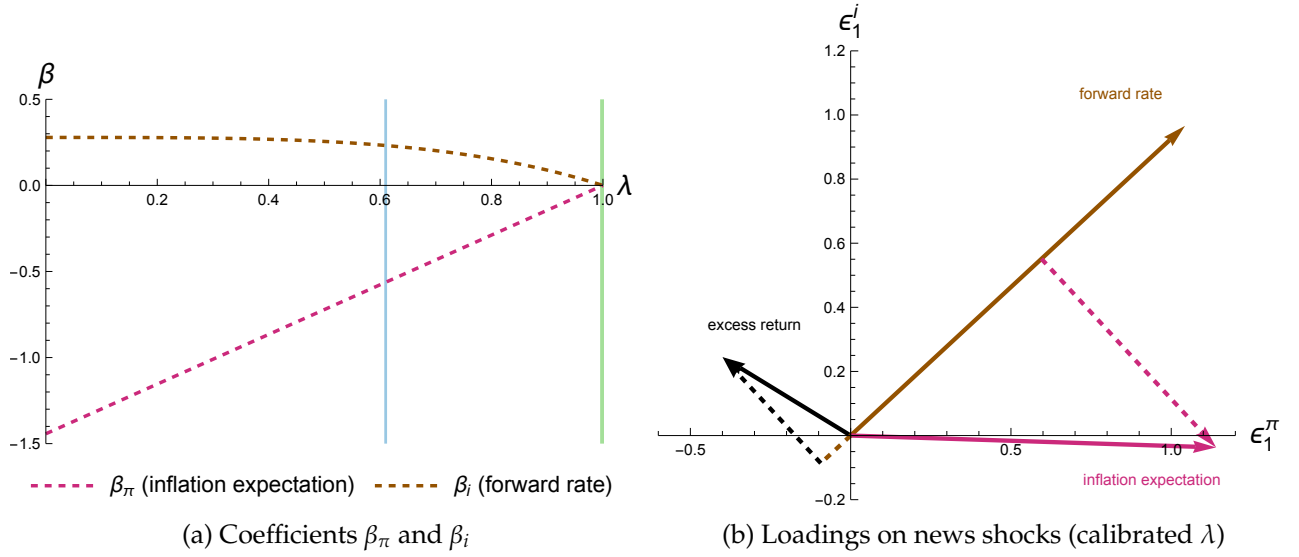 β
0.5
0.0
0.2
0.4
0.6
0.8
1.0
λ
−0.5
−1.0
−1.5
β_π (inflation expectation)
β_i (forward rate)
(a) Coefficients β_π and β_i
ϵ_1^i
1.2
1.0
0.8
0.6
0.4
0.2
−0.2
−0.5
0.5
1.0
ϵ_1^π
forward rate
excess return
inflation expectation
(b) Loadings on news shocks (calibrated λ)